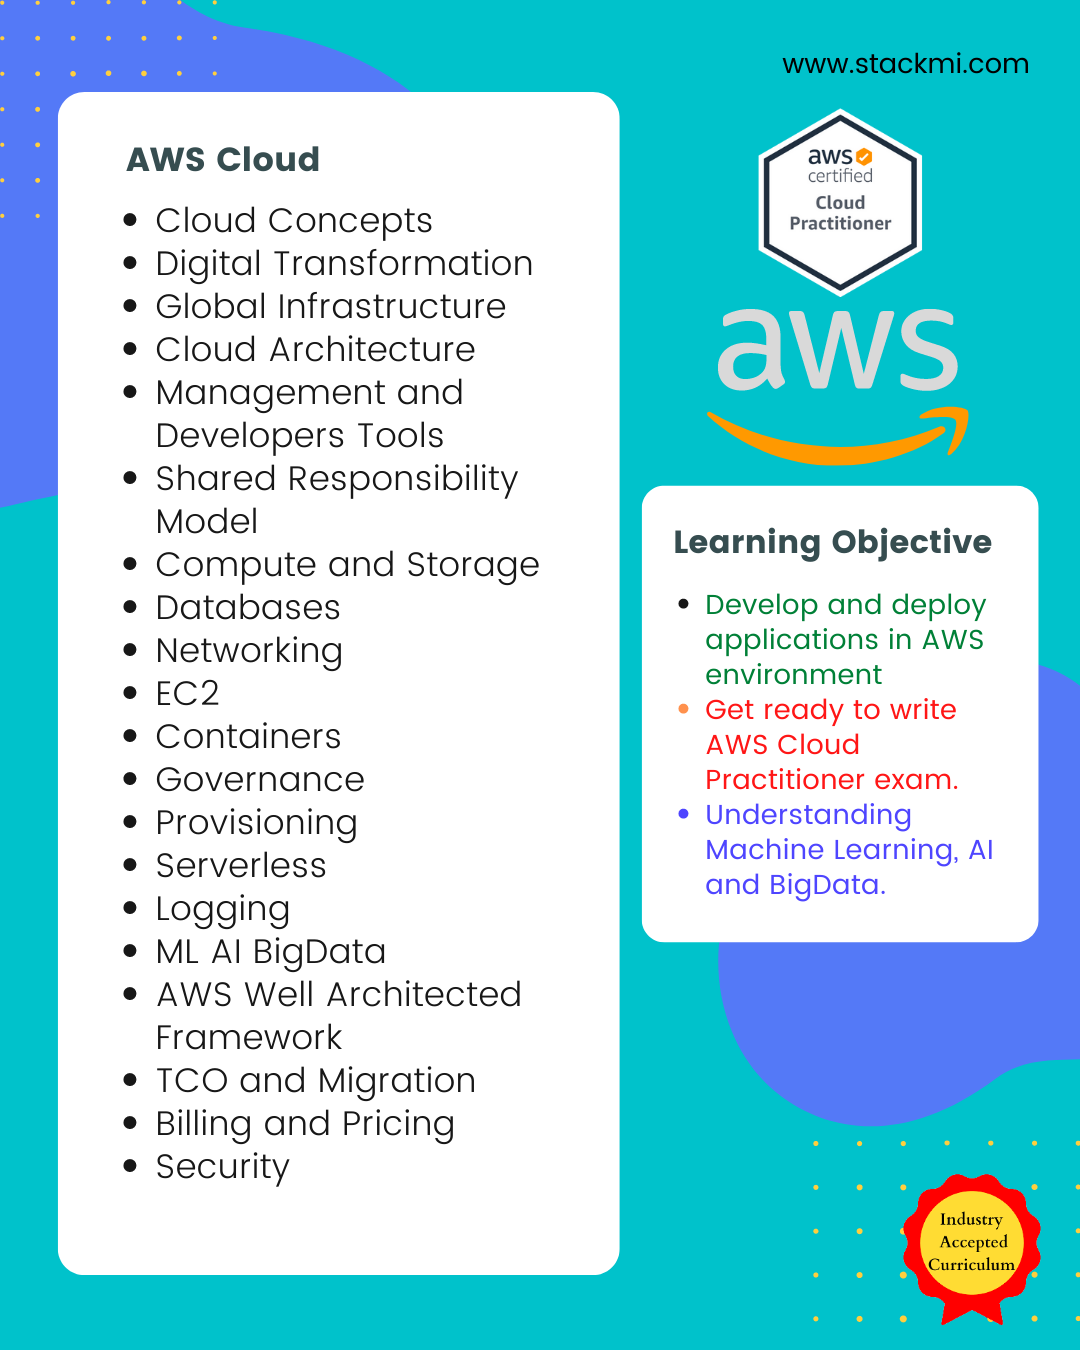 www.stackmi.com
AWS Cloud
Cloud Concepts
Digital Transformation
Global Infrastructure
Cloud Architecture
Management and
Developers Tools
Shared Responsibility
Model
Compute and Storage
Databases
Networking
EC2
Containers
Governance
Provisioning
Serverless
Logging
ML AI BigData
AWS Well Architected
Framework
TCO and Migration
Billing and Pricing
Security
aws
certified
Cloud
Practitioner
aws
Learning Objective
Develop and deploy
applications in AWS
environment
Get ready to write
AWS Cloud
Practitioner exam.
Understanding
Machine Learning, AI
and BigData.
Industry
Accepted
Curriculum